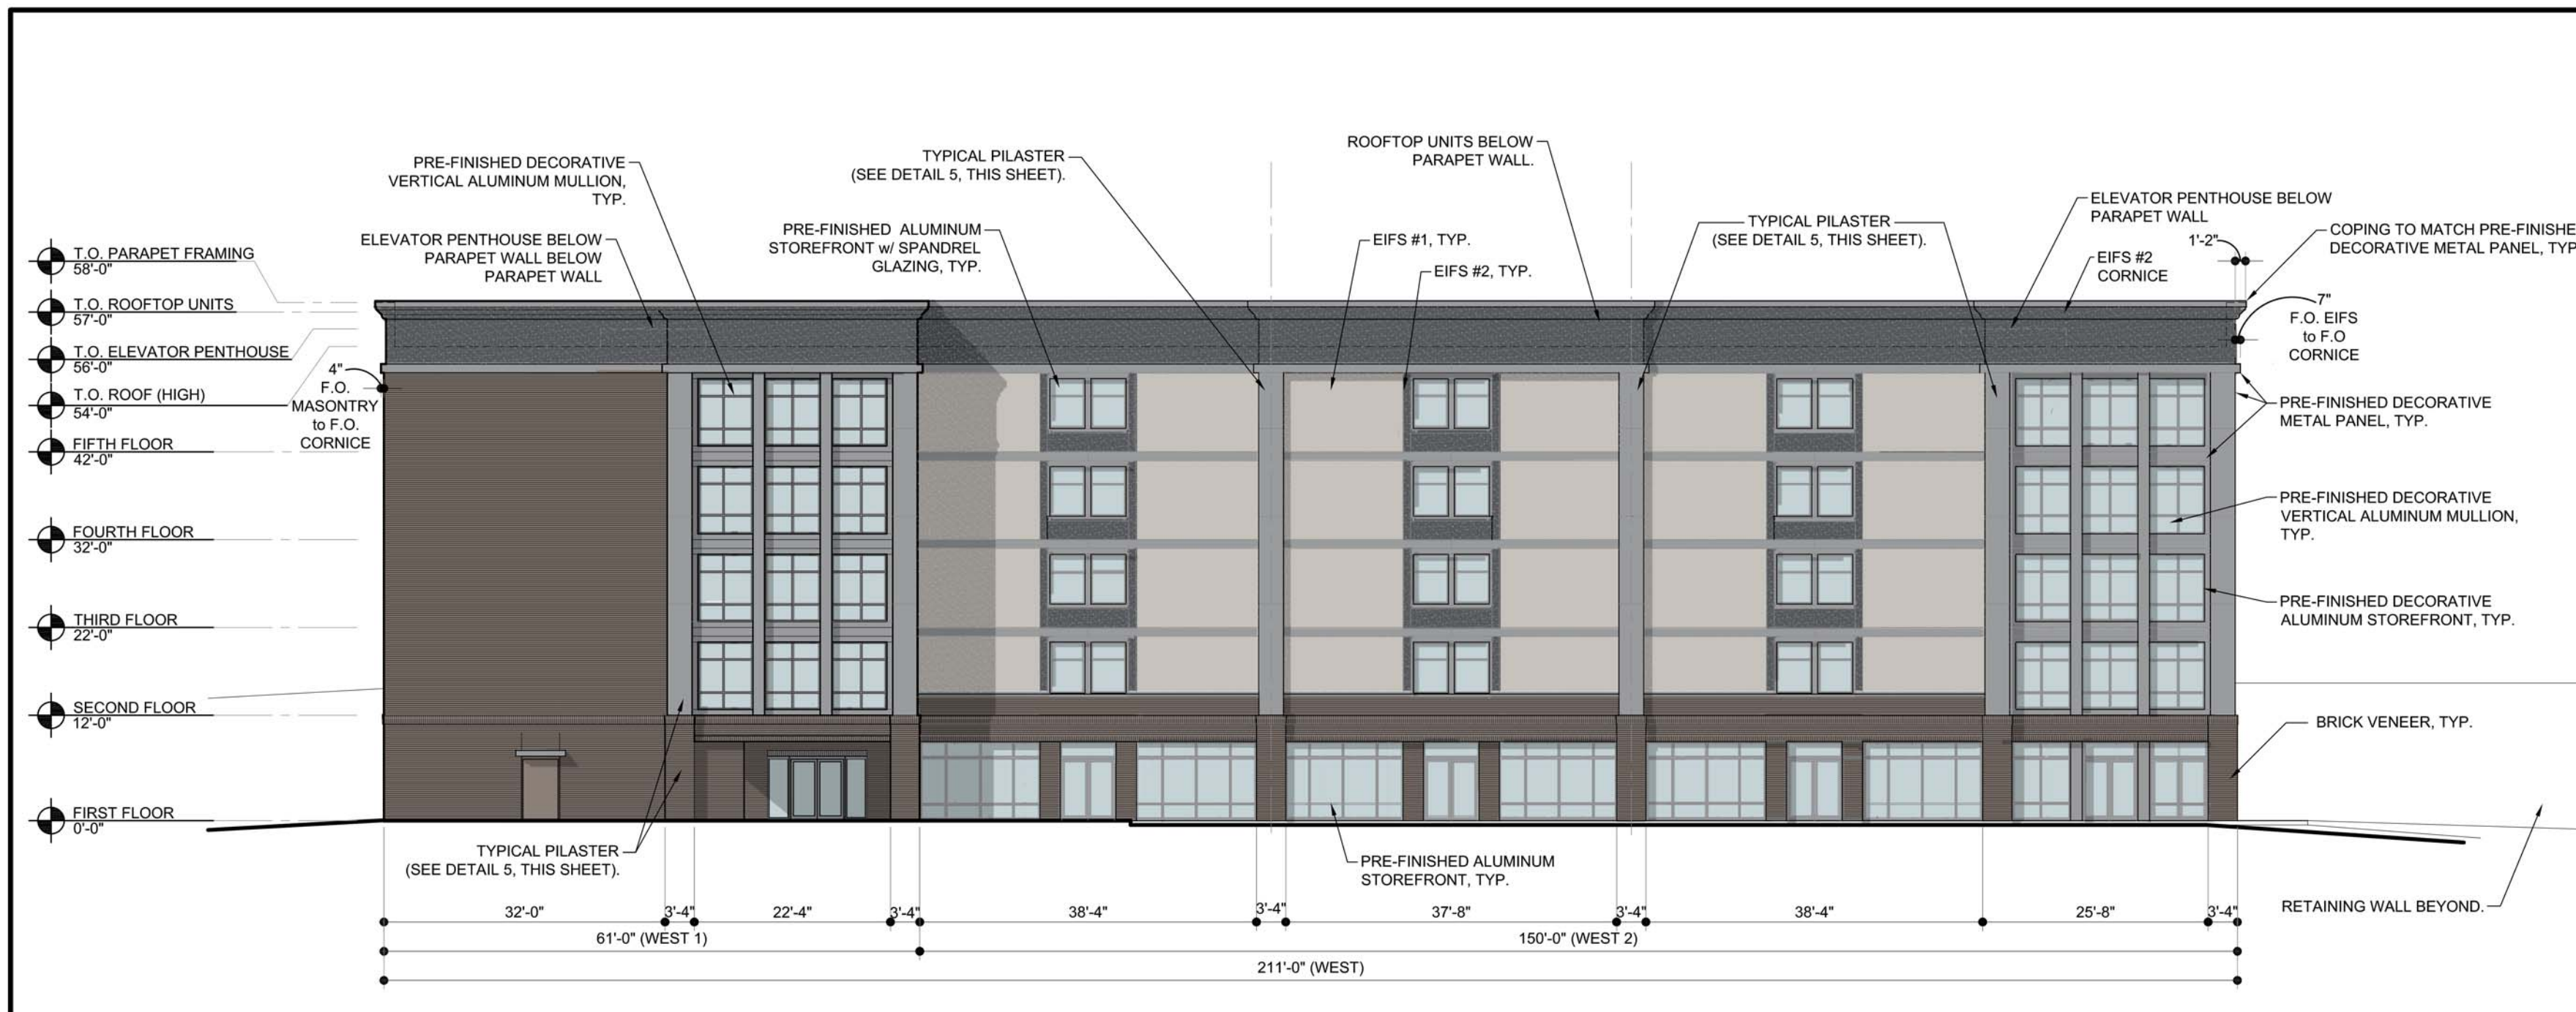 PRE-FINISHED DECORATIVE
VERTICAL ALUMINUM MULLION,
TYP.
TYPICAL PILASTER
(SEE DETAIL 5, THIS SHEET).
ROOFTOP UNITS BELOW
PARAPET WALL.
ELEVATOR PENTHOUSE BELOW
PARAPET WALL BELOW
PARAPET WALL
PRE-FINISHED ALUMINUM
STOREFRONT w/ SPANDREL
GLAZING, TYP.
EIFS #1, TYP.
EIFS #2, TYP.
TYPICAL PILASTER
(SEE DETAIL 5, THIS SHEET).
ELEVATOR PENTHOUSE BELOW
PARAPET WALL
EIFS #2
CORNICE
1'-2"
COPING TO MATCH PRE-FINISHE
DECORATIVE METAL PANEL, TYP
7"
F.O. EIFS
to F.O
CORNICE
T.O. PARAPET FRAMING
58'-0"
T.O. ROOFTOP UNITS
57'-0"
T.O. ELEVATOR PENTHOUSE
56'-0"
T.O. ROOF (HIGH)
54'-0"
4"
F.O.
MASONTRY
to F.O.
CORNICE
FIFTH FLOOR
42'-0"
FOURTH FLOOR
32'-0"
THIRD FLOOR
22'-0"
SECOND FLOOR
12'-0"
FIRST FLOOR
0'-0"
PRE-FINISHED DECORATIVE
METAL PANEL, TYP.
PRE-FINISHED DECORATIVE
VERTICAL ALUMINUM MULLION,
TYP.
PRE-FINISHED DECORATIVE
ALUMINUM STOREFRONT, TYP.
BRICK VENEER, TYP.
TYPICAL PILASTER
(SEE DETAIL 5, THIS SHEET).
PRE-FINISHED ALUMINUM
STOREFRONT, TYP.
RETAINING WALL BEYOND.
32'-0" 3'-4" 22'-4" 3'-4" 38'-4" 3'-4" 37'-8" 3'-4" 38'-4" 25'-8" 3'-4"
61'-0" (WEST 1) 150'-0" (WEST 2)
211'-0" (WEST)